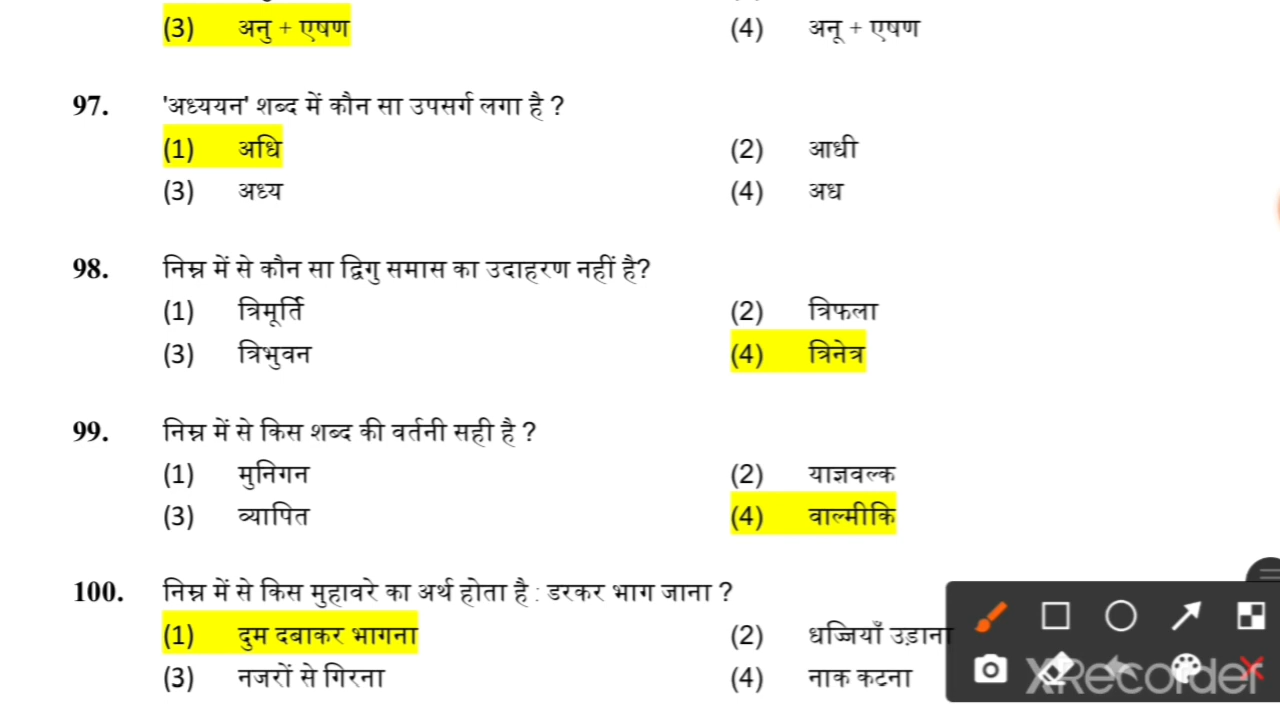 (3) अनु + एषण (4) अनू + एषण
97. 'अध्ययन' शब्द में कौन सा उपसर्ग लगा है ?
(1) अधि (2) आधी
(3) अध्य (4) अध
98. निम्न में से कौन सा द्विगु समास का उदाहरण नहीं है?
(1) त्रिमूर्ति (2) त्रिफला
(3) त्रिभुवन (4) त्रिनेत्र
99. निम्न में से किस शब्द की वर्तनी सही है ?
(1) मुनिगन (2) याज्ञवल्क
(3) व्यापित (4) वाल्मीकि
100. निम्न में से किस मुहावरे का अर्थ होता है : डरकर भाग जाना ?
(1) दुम दबाकर भागना (2) धज्जियाँ उड़ाना
(3) नजरों से गिरना (4) नाक कटना
XRecorder